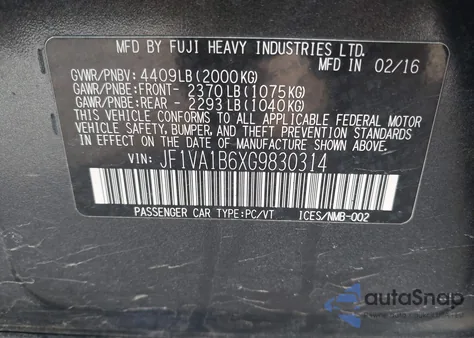 MFD BY FUJI HEAVY INDUSTRIES LTD.
MFD IN 02/16
GVWR/PNBV: 4409LB(2000KG)
GAWR/PNBE:FRONT- 2370LB(1075KG)
GAWR/PNBE:REAR - 2293LB(1040KG)
THIS VEHICLE CONFORMS TO ALL APPLICABLE FEDERAL MOTOR
VEHICLE SAFETY, BUMPER, AND THEFT PREVENTION STANDARDS
IN EFFECT ON THE DATE OF MANUFACTURE SHOWN ABOVE.
VIN: JF1VA1B6XG9830314
PASSENGER CAR TYPE:PC/VT ICES/NMB-002
autoSnap